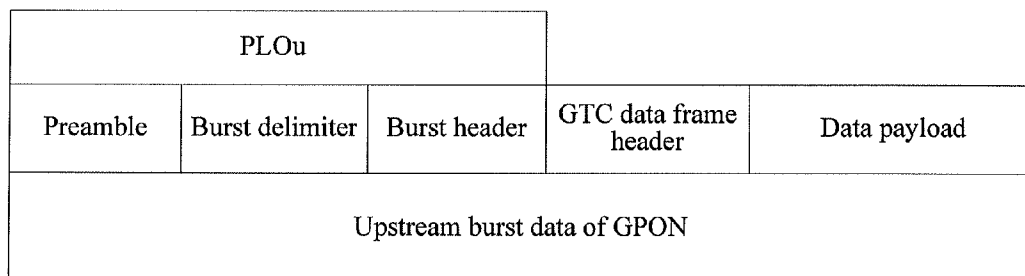 PLOu
Preamble
Burst delimiter
Burst header
GTC data frame
header
Data payload
Upstream burst data of GPON